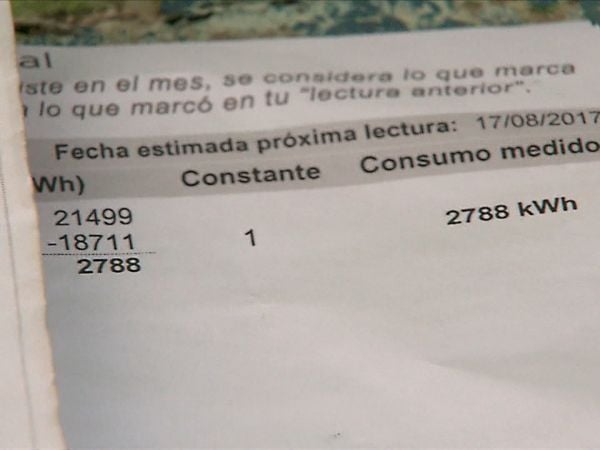 al
iste en el mes, se considera lo que marca
lo que marcó en tu "lectura anterior".
Fecha estimada próxima lectura: 17/08/2017
Wh) Constante Consumo medido
21499
-18711 1 2788 kWh
2788